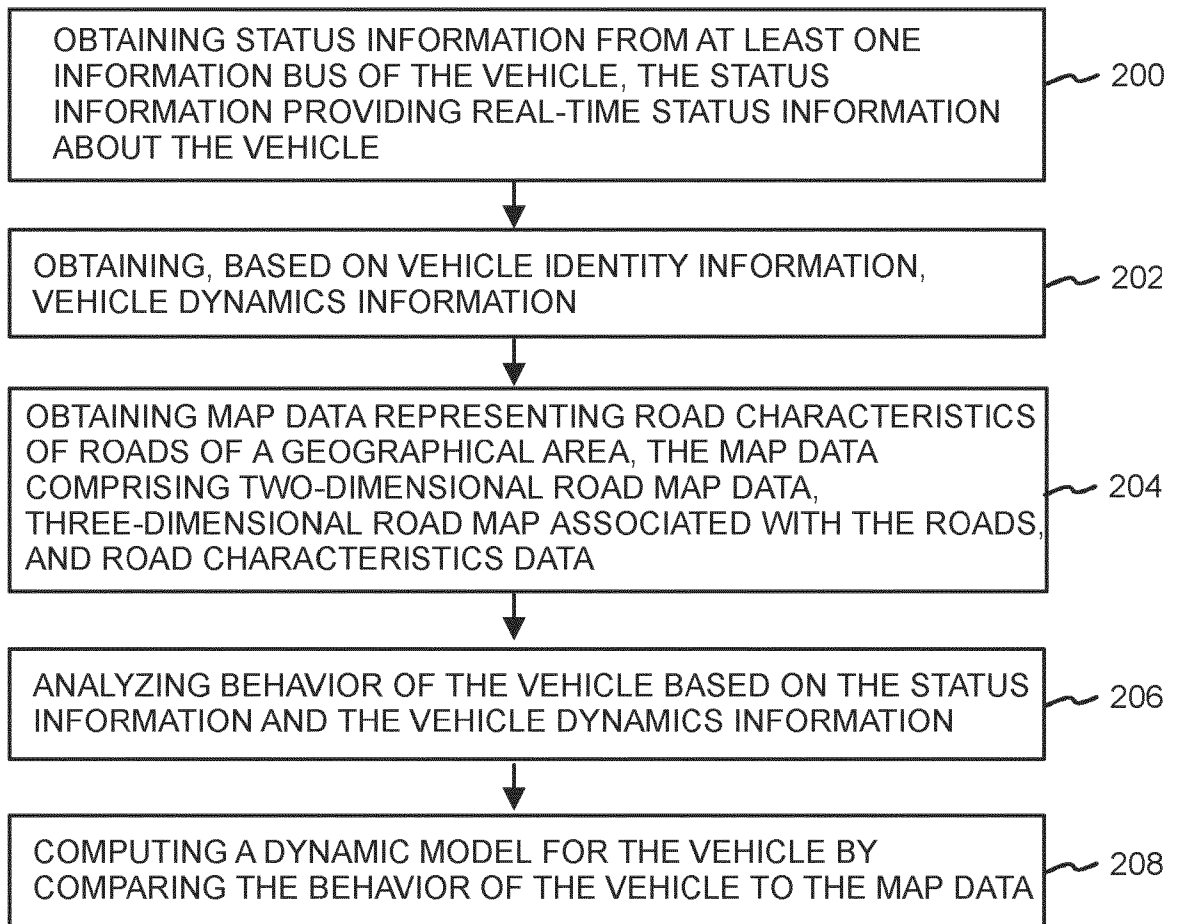 OBTAINING STATUS INFORMATION FROM AT LEAST ONE
INFORMATION BUS OF THE VEHICLE, THE STATUS
INFORMATION PROVIDING REAL-TIME STATUS INFORMATION
ABOUT THE VEHICLE
200
OBTAINING, BASED ON VEHICLE IDENTITY INFORMATION,
VEHICLE DYNAMICS INFORMATION
202
OBTAINING MAP DATA REPRESENTING ROAD CHARACTERISTICS
OF ROADS OF A GEOGRAPHICAL AREA, THE MAP DATA
COMPRISING TWO-DIMENSIONAL ROAD MAP DATA,
THREE-DIMENSIONAL ROAD MAP ASSOCIATED WITH THE ROADS,
AND ROAD CHARACTERISTICS DATA
204
ANALYZING BEHAVIOR OF THE VEHICLE BASED ON THE STATUS
INFORMATION AND THE VEHICLE DYNAMICS INFORMATION
206
COMPUTING A DYNAMIC MODEL FOR THE VEHICLE BY
COMPARING THE BEHAVIOR OF THE VEHICLE TO THE MAP DATA
208